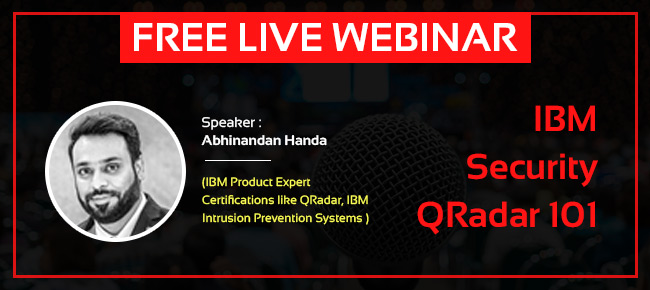 FREE LIVE WEBINAR
Speaker :
Abhinandan Handa
(IBM Product Expert
Certifications like QRadar, IBM
Intrusion Prevention Systems )
IBM
Security
QRadar 101